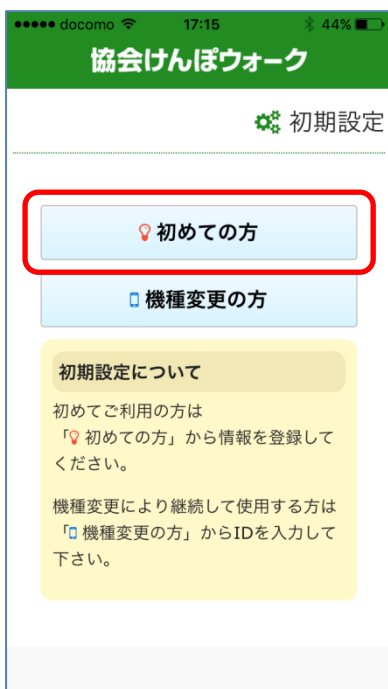 docomo 17:15 44%
協会けんぽウォーク
初期設定
初めての方
機種変更の方
初期設定について
初めてご利用の方は
「初めての方」から情報を登録して
ください。
機種変更により継続して使用する方は
「機種変更の方」からIDを入力して
下さい。